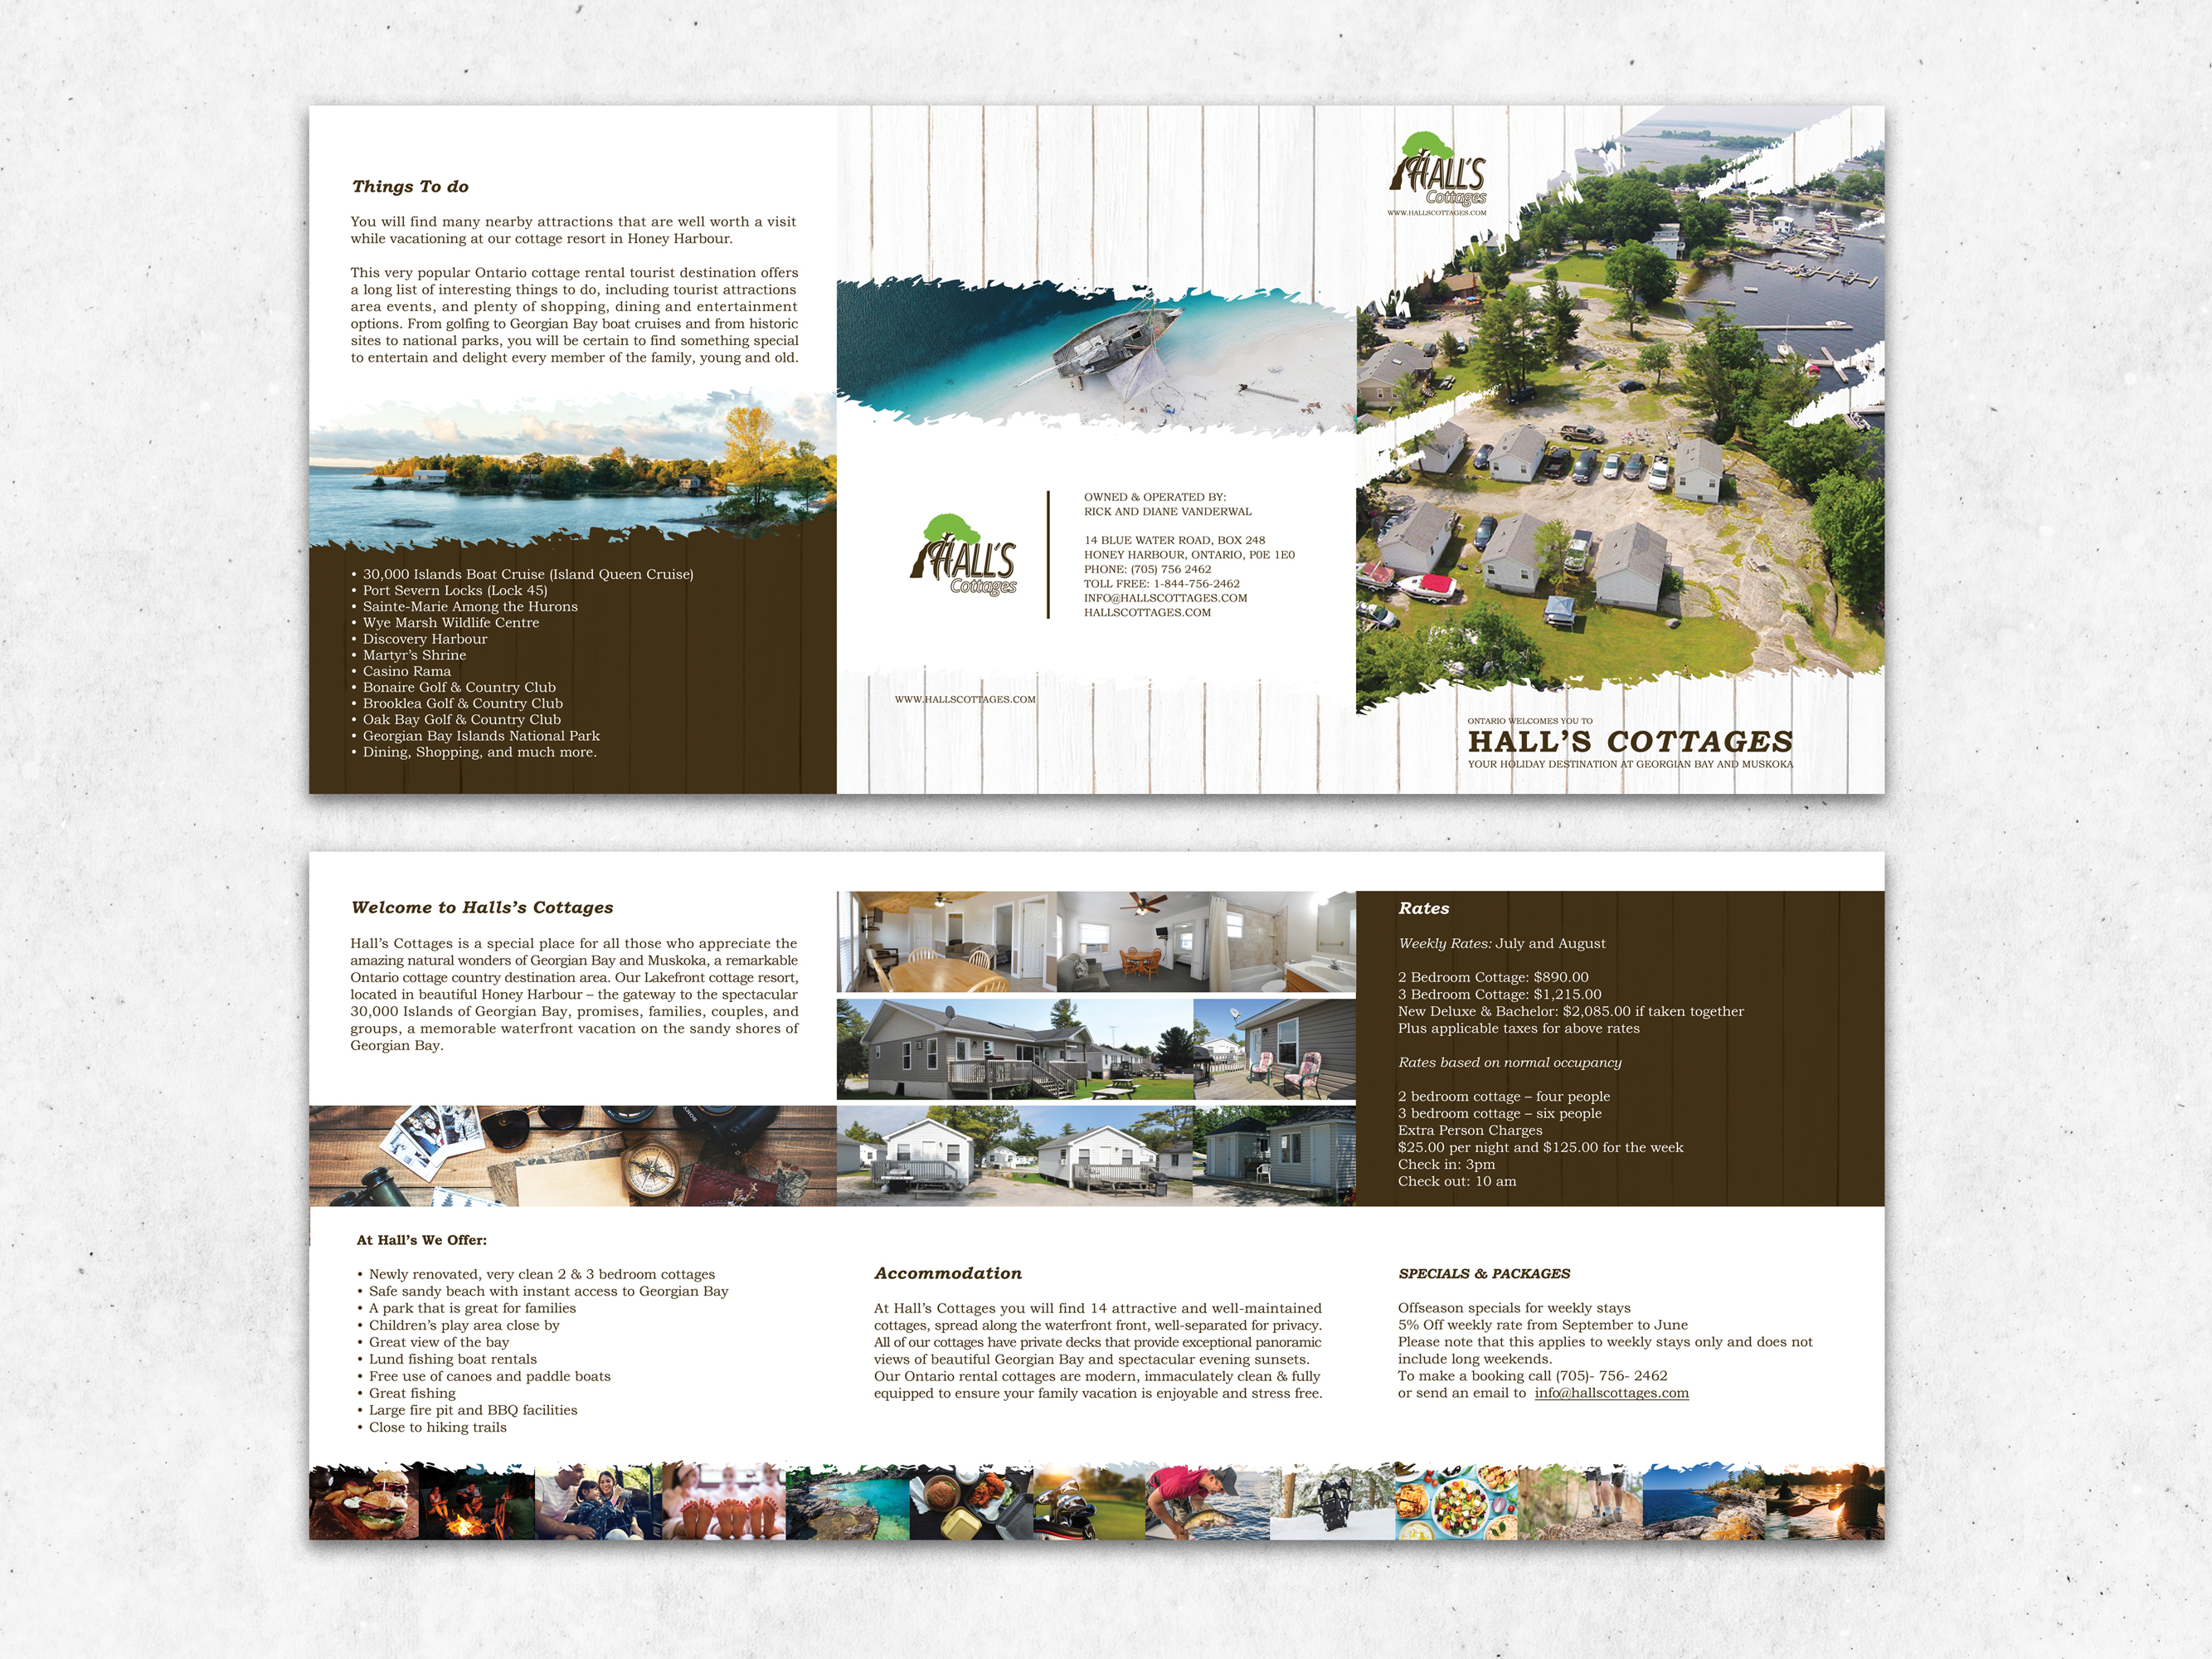 Things To do
You will find many nearby attractions that are well worth a visit
while vacationing at our cottage resort in Honey Harbour.
This very popular Ontario cottage rental tourist destination offers
a long list of interesting things to do, including tourist attractions
area events, and plenty of shopping, dining and entertainment
options. From golfing to Georgian Bay boat cruises and from historic
sites to national parks, you will be certain to find something special
to entertain and delight every member of the family, young and old.
• 30,000 Islands Boat Cruise (Island Queen Cruise)
• Port Severn Locks (Lock 45)
• Sainte-Marie Among the Hurons
• Wye Marsh Wildlife Centre
• Discovery Harbour
• Martyr's Shrine
• Casino Rama
• Bonaire Golf & Country Club
• Brooklea Golf & Country Club
• Oak Bay Golf & Country Club
• Georgian Bay Islands National Park
• Dining, Shopping, and much more.
HALL'S
Cottages
OWNED & OPERATED BY:
RICK AND DIANE VANDERWAL
14 BLUE WATER ROAD, BOX 248
HONEY HARBOUR, ONTARIO, P0E 1E0
PHONE: (705) 756 2462
TOLL FREE: 1-844-756-2462
INFO@HALLSCOTTAGES.COM
HALLSCOTTAGES.COM
WWW.HALLSCOTTAGES.COM
HALL'S
Cottages
WWW.HALLSCOTTAGES.COM
ONTARIO WELCOMES YOU TO
HALL'S COTTAGES
YOUR HOLIDAY DESTINATION AT GEORGIAN BAY AND MUSKOKA
Welcome to Halls's Cottages
Hall's Cottages is a special place for all those who appreciate the
amazing natural wonders of Georgian Bay and Muskoka, a remarkable
Ontario cottage country destination area. Our Lakefront cottage resort,
located in beautiful Honey Harbour – the gateway to the spectacular
30,000 Islands of Georgian Bay, promises, families, couples, and
groups, a memorable waterfront vacation on the sandy shores of
Georgian Bay.
At Hall's We Offer:
• Newly renovated, very clean 2 & 3 bedroom cottages
• Safe sandy beach with instant access to Georgian Bay
• A park that is great for families
• Children's play area close by
• Great view of the bay
• Lund fishing boat rentals
• Free use of canoes and paddle boats
• Great fishing
• Large fire pit and BBQ facilities
• Close to hiking trails
Accommodation
At Hall's Cottages you will find 14 attractive and well-maintained
cottages, spread along the waterfront front, well-separated for privacy.
All of our cottages have private decks that provide exceptional panoramic
views of beautiful Georgian Bay and spectacular evening sunsets.
Our Ontario rental cottages are modern, immaculately clean & fully
equipped to ensure your family vacation is enjoyable and stress free.
Rates
Weekly Rates: July and August
2 Bedroom Cottage: $890.00
3 Bedroom Cottage: $1,215.00
New Deluxe & Bachelor: $2,085.00 if taken together
Plus applicable taxes for above rates
Rates based on normal occupancy
2 bedroom cottage – four people
3 bedroom cottage – six people
Extra Person Charges
$25.00 per night and $125.00 for the week
Check in: 3pm
Check out: 10 am
SPECIALS & PACKAGES
Offseason specials for weekly stays
5% Off weekly rate from September to June
Please note that this applies to weekly stays only and does not
include long weekends.
To make a booking call (705)- 756- 2462
or send an email to info@hallscottages.com